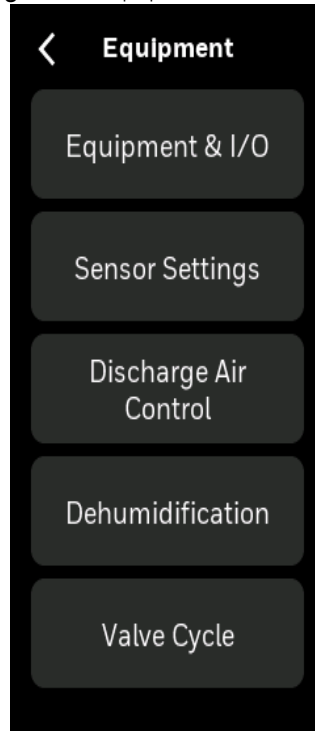 Equipment
Equipment & I/O
Sensor Settings
Discharge Air
Control
Dehumidification
Valve Cycle